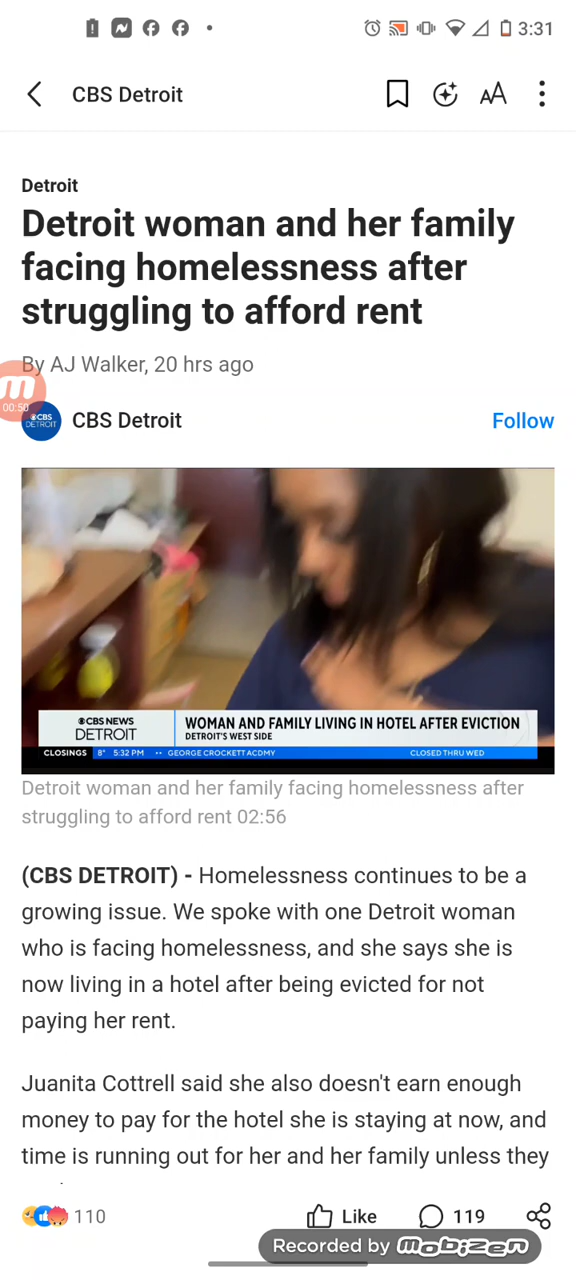 3:31
CBS Detroit
AA
Detroit
Detroit woman and her family
facing homelessness after
struggling to afford rent
By AJ Walker, 20 hrs ago
m
00:50
CBS
DETROIT
CBS Detroit
Follow
CBS NEWS
DETROIT
WOMAN AND FAMILY LIVING IN HOTEL AFTER EVICTION
DETROIT'S WEST SIDE
CLOSINGS 8° 5:32 PM •• GEORGE CROCKETT ACDMY CLOSED THRU WED
Detroit woman and her family facing homelessness after
struggling to afford rent 02:56
(CBS DETROIT) - Homelessness continues to be a
growing issue. We spoke with one Detroit woman
who is facing homelessness, and she says she is
now living in a hotel after being evicted for not
paying her rent.
Juanita Cottrell said she also doesn't earn enough
money to pay for the hotel she is staying at now, and
time is running out for her and her family unless they
110
Like
119
Recorded by mobizen